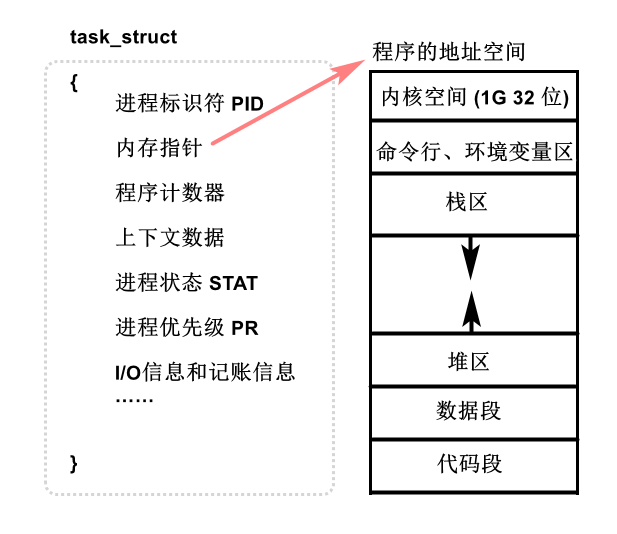 task_struct
{
进程标识符 PID
内存指针
程序计数器
上下文数据
进程状态 STAT
进程优先级 PR
I/O信息和记账信息
……
}
程序的地址空间
内核空间 (1G 32 位)
命令行、环境变量区
栈区
堆区
数据段
代码段